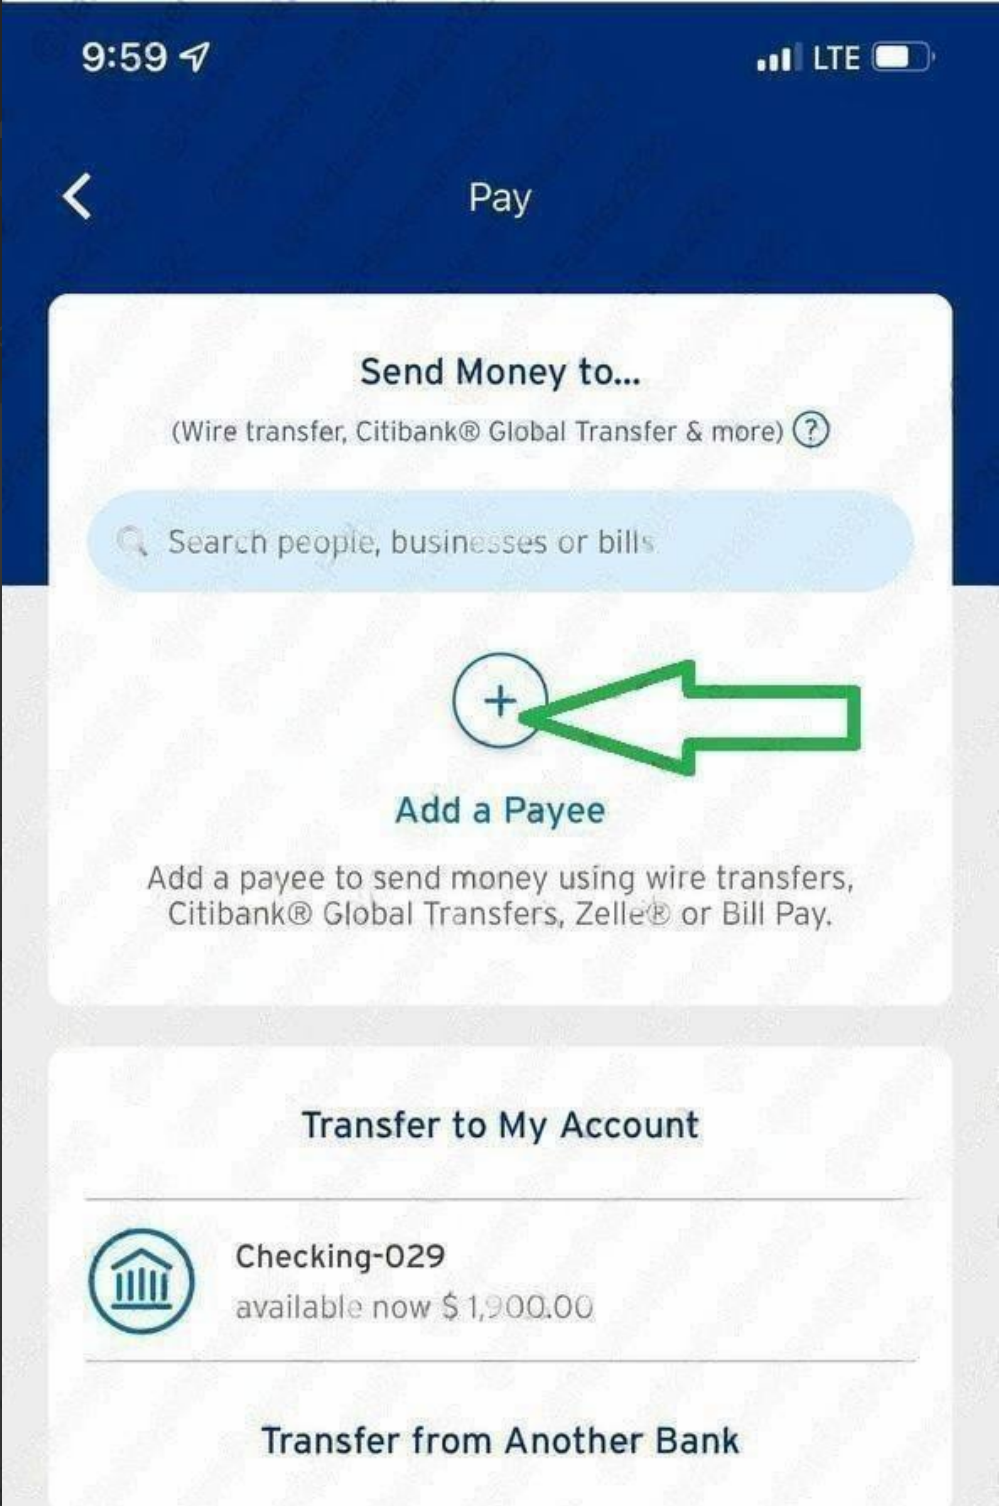 9:59
LTE
Pay
Send Money to...
(Wire transfer, Citibank® Global Transfer & more) ?
Search people, businesses or bills
+
Add a Payee
Add a payee to send money using wire transfers,
Citibank® Global Transfers, Zelle® or Bill Pay.
Transfer to My Account
Checking-029
available now $1,900.00
Transfer from Another Bank